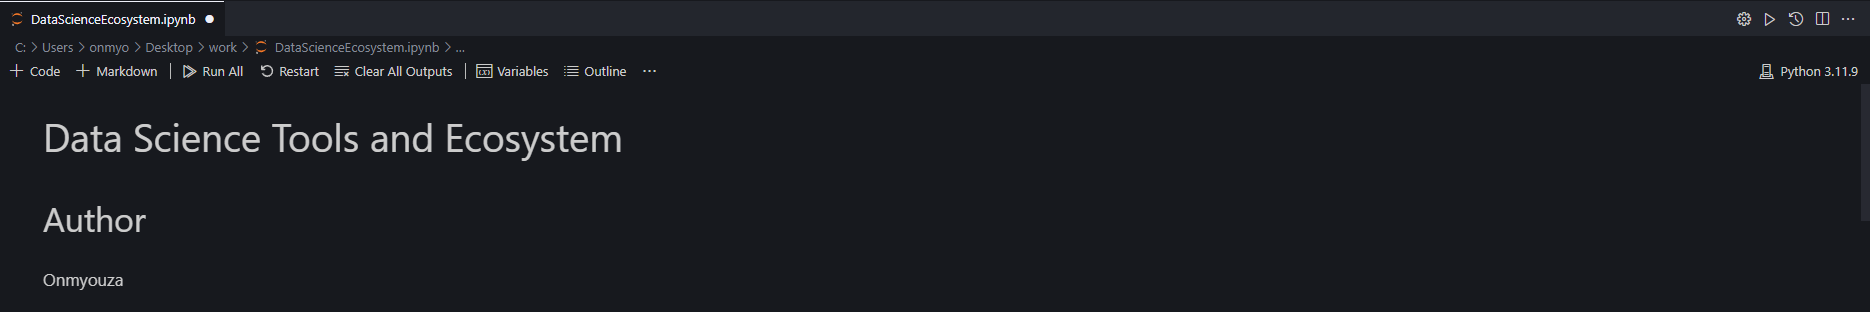 DataScienceEcosystem.ipynb
C: > Users > onmyo > Desktop > work > DataScienceEcosystem.ipynb > ...
Code Markdown Run All Restart Clear All Outputs Variables Outline ... Python 3.11.9
Data Science Tools and Ecosystem
Author
Onmyouza